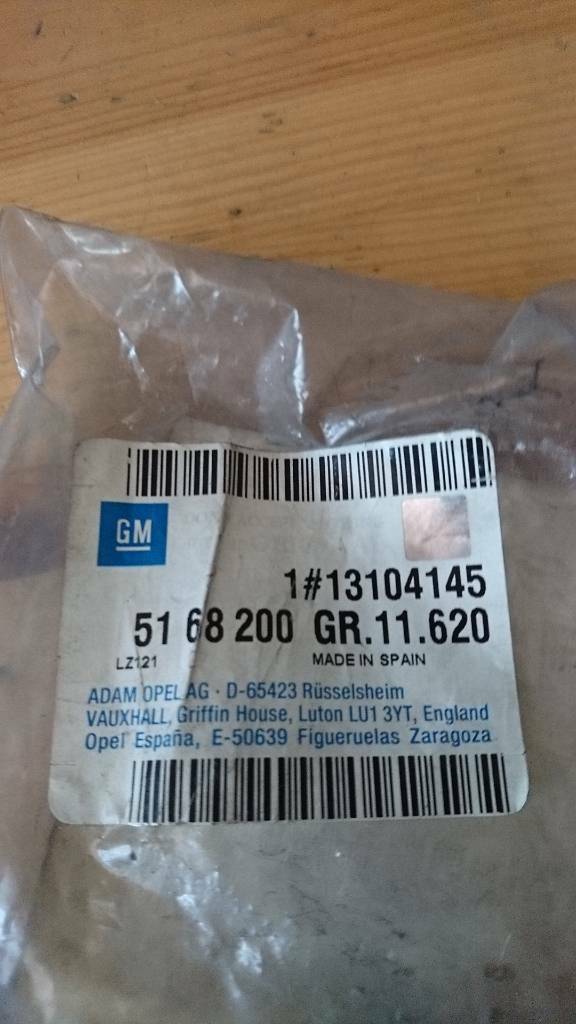 GM
1#13104145
51 68 200 GR.11.620
LZ121 MADE IN SPAIN
ADAM OPEL AG · D-65423 Rüsselsheim
VAUXHALL, Griffin House, Luton LU1 3YT, England
Opel España, E-50639 Figueruelas Zaragoza